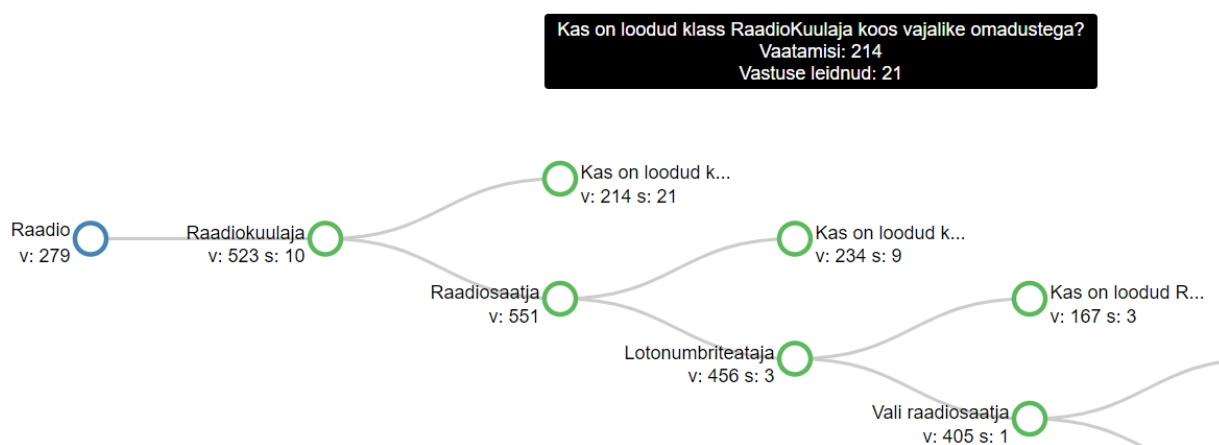 Kas on loodud klass RaadioKuulaja koos vajalike omadustega?
Vaatamisi: 214
Vastuse leidnud: 21
Kas on loodud k...
v: 214 s: 21
Raadio
v: 279
Raadiokuulaja
v: 523 s: 10
Kas on loodud k...
v: 234 s: 9
Raadiosaatja
v: 551
Kas on loodud R...
v: 167 s: 3
Lotonumbriteataja
v: 456 s: 3
Vali raadiosaatja
v: 405 s: 1